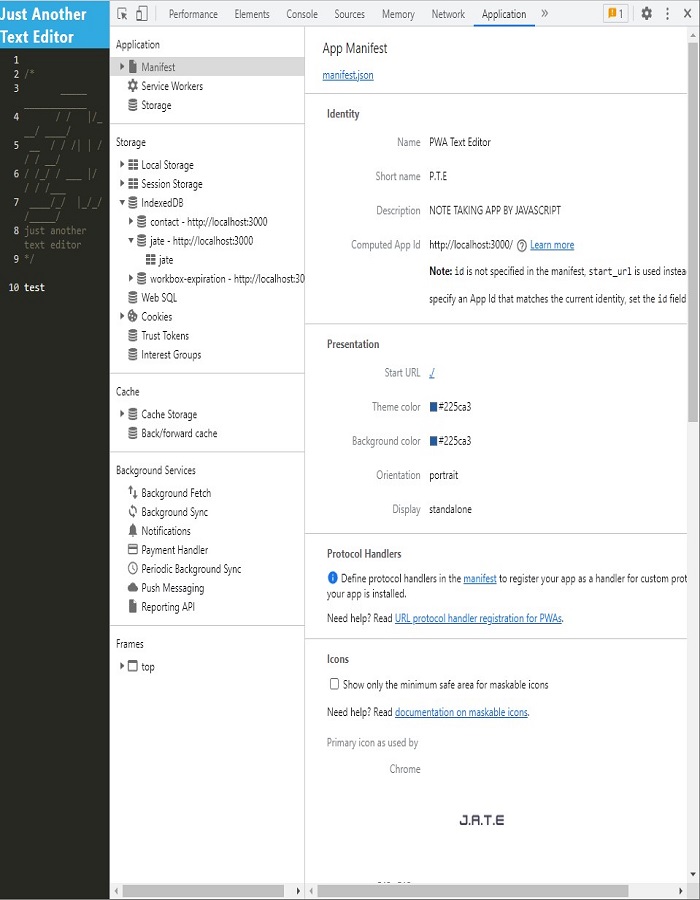 Just Another
Text Editor
1
2 /*
3 _____
____________
4 / / |/_
__/ ____/
5 __ / / /| | /
/ / __/
6 / /_/ / ___ |/
/ / /___
7 ____/_/ |_/_/
/_____/
8 just another
text editor
9 */
10 test
Performance Elements Console Sources Memory Network Application » 1
Application
Manifest
Service Workers
Storage
Storage
Local Storage
Session Storage
IndexedDB
contact - http://localhost:3000
jate - http://localhost:3000
jate
workbox-expiration - http://localhost:30
Web SQL
Cookies
Trust Tokens
Interest Groups
Cache
Cache Storage
Back/forward cache
Background Services
Background Fetch
Background Sync
Notifications
Payment Handler
Periodic Background Sync
Push Messaging
Reporting API
Frames
top
App Manifest
manifest.json
Identity
Name PWA Text Editor
Short name P.T.E
Description NOTE TAKING APP BY JAVASCRIPT
Computed App Id http://localhost:3000/ Learn more
Note: id is not specified in the manifest, start_url is used instea
specify an App Id that matches the current identity, set the id field
Presentation
Start URL /
Theme color #225ca3
Background color #225ca3
Orientation portrait
Display standalone
Protocol Handlers
Define protocol handlers in the manifest to register your app as a handler for custom prot
your app is installed.
Need help? Read URL protocol handler registration for PWAs.
Icons
Show only the minimum safe area for maskable icons
Need help? Read documentation on maskable icons.
Primary icon as used by
Chrome
J.A.T.E